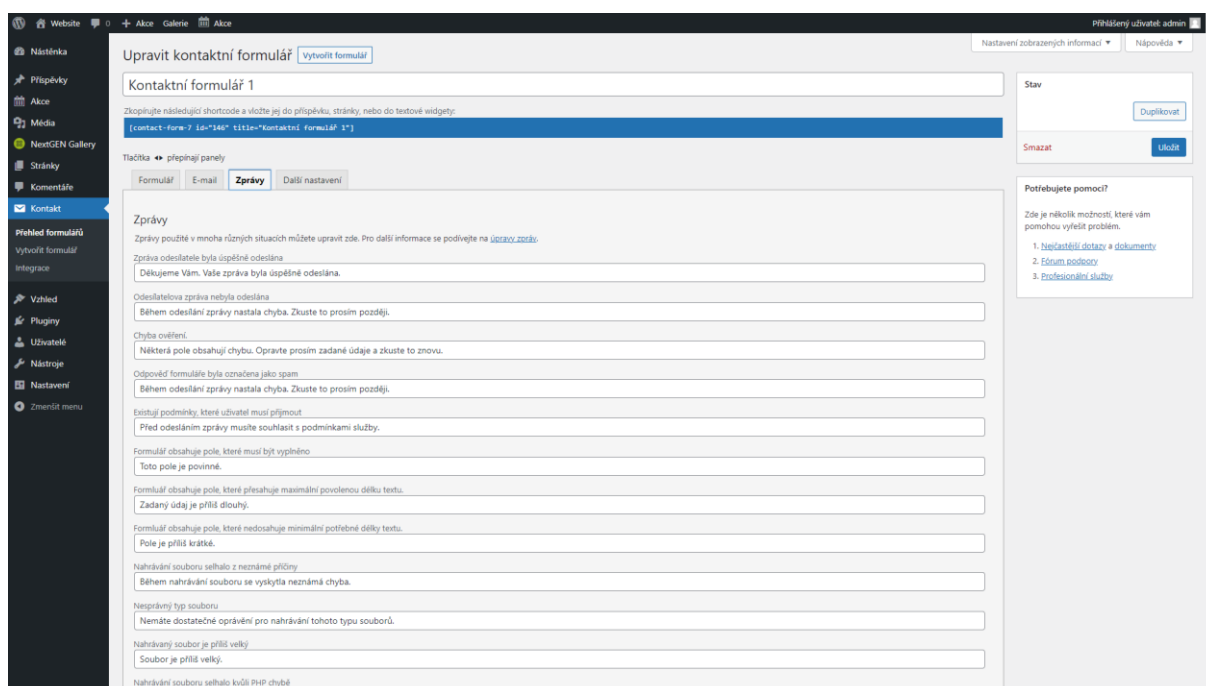 Website 0 + Akce Galerie Akce
Přihlášený uživatel: admin
Nástěnka
Příspěvky
Akce
Média
NextGEN Gallery
Stránky
Komentáře
Kontakt
Přehled formulářů
Vytvořit formulář
Integrace
Vzhled
Pluginy
Uživatelé
Nástroje
Nastavení
Zmenšit menu
Nastavení zobrazených informací ▼ Nápověda ▼
Upravit kontaktní formulář Vytvořit formulář
Kontaktní formulář 1
Zkopírujte následující shortcode a vložte jej do příspěvku, stránky, nebo do textové widgety:
[contact-form-7 id="146" title="Kontaktní formulář 1"]
Tlačítka ◂▸ přepínají panely
Formulář E-mail Zprávy Další nastavení
Zprávy
Zprávy použité v mnoha různých situacích můžete upravit zde. Pro další informace se podívejte na úpravy zpráv.
Zpráva odesílatele byla úspěšně odeslána
Děkujeme Vám. Vaše zpráva byla úspěšně odeslána.
Odesílatelova zpráva nebyla odeslána
Během odesílání zprávy nastala chyba. Zkuste to prosím později.
Chyba ověření.
Některá pole obsahují chybu. Opravte prosím zadané údaje a zkuste to znovu.
Odpověď formuláře byla označena jako spam
Během odesílání zprávy nastala chyba. Zkuste to prosím později.
Existují podmínky, které uživatel musí přijmout
Před odesláním zprávy musíte souhlasit s podmínkami služby.
Formulář obsahuje pole, které musí být vyplněno
Toto pole je povinné.
Formluář obsahuje pole, které přesahuje maximální povolenou délku textu.
Zadaný údaj je příliš dlouhý.
Formluář obsahuje pole, které nedosahuje minimální potřebné délky textu.
Pole je příliš krátké.
Nahrávání souboru selhalo z neznámé příčiny
Během nahrávání souboru se vyskytla neznámá chyba.
Nesprávný typ souboru
Nemáte dostatečné oprávění pro nahrávání tohoto typu souborů.
Nahrávaný soubor je příliš velký
Soubor je příliš velký.
Nahrávání souboru selhalo kvůli PHP chybě
Stav
Duplikovat
Smazat Uložit
Potřebujete pomoci?
Zde je několik možností, které vám
pomohou vyřešit problém.
1. Nejčastější dotazy a dokumenty
2. Fórum podpory
3. Profesionální služby